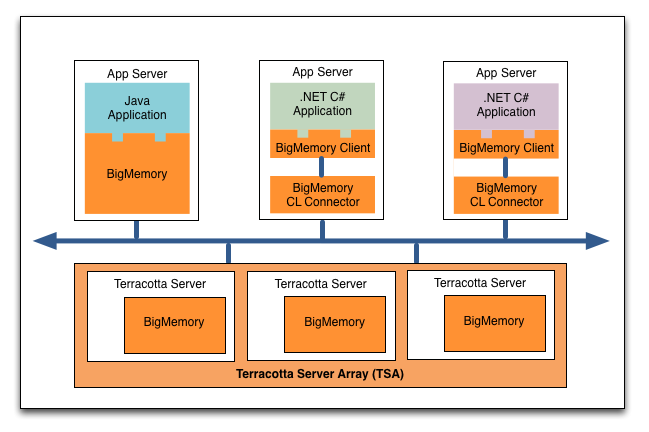 App Server
Java
Application
BigMemory
App Server
.NET C#
Application
BigMemory Client
BigMemory
CL Connector
App Server
.NET C#
Application
BigMemory Client
BigMemory
CL Connector
Terracotta Server
BigMemory
Terracotta Server
BigMemory
Terracotta Server
BigMemory
Terracotta Server Array (TSA)